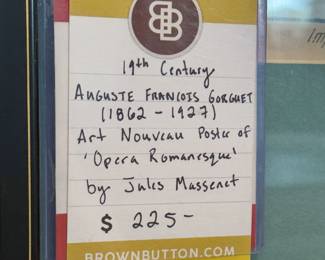 BB
Im
19th Century
AUGUSTE FRANCOIS GORGUET
(1862 - 1927)
Art Nouveau Poster of
'Opera Romanesque'
by Jules Massenet
$ 225-
BROWNBUTTON.COM